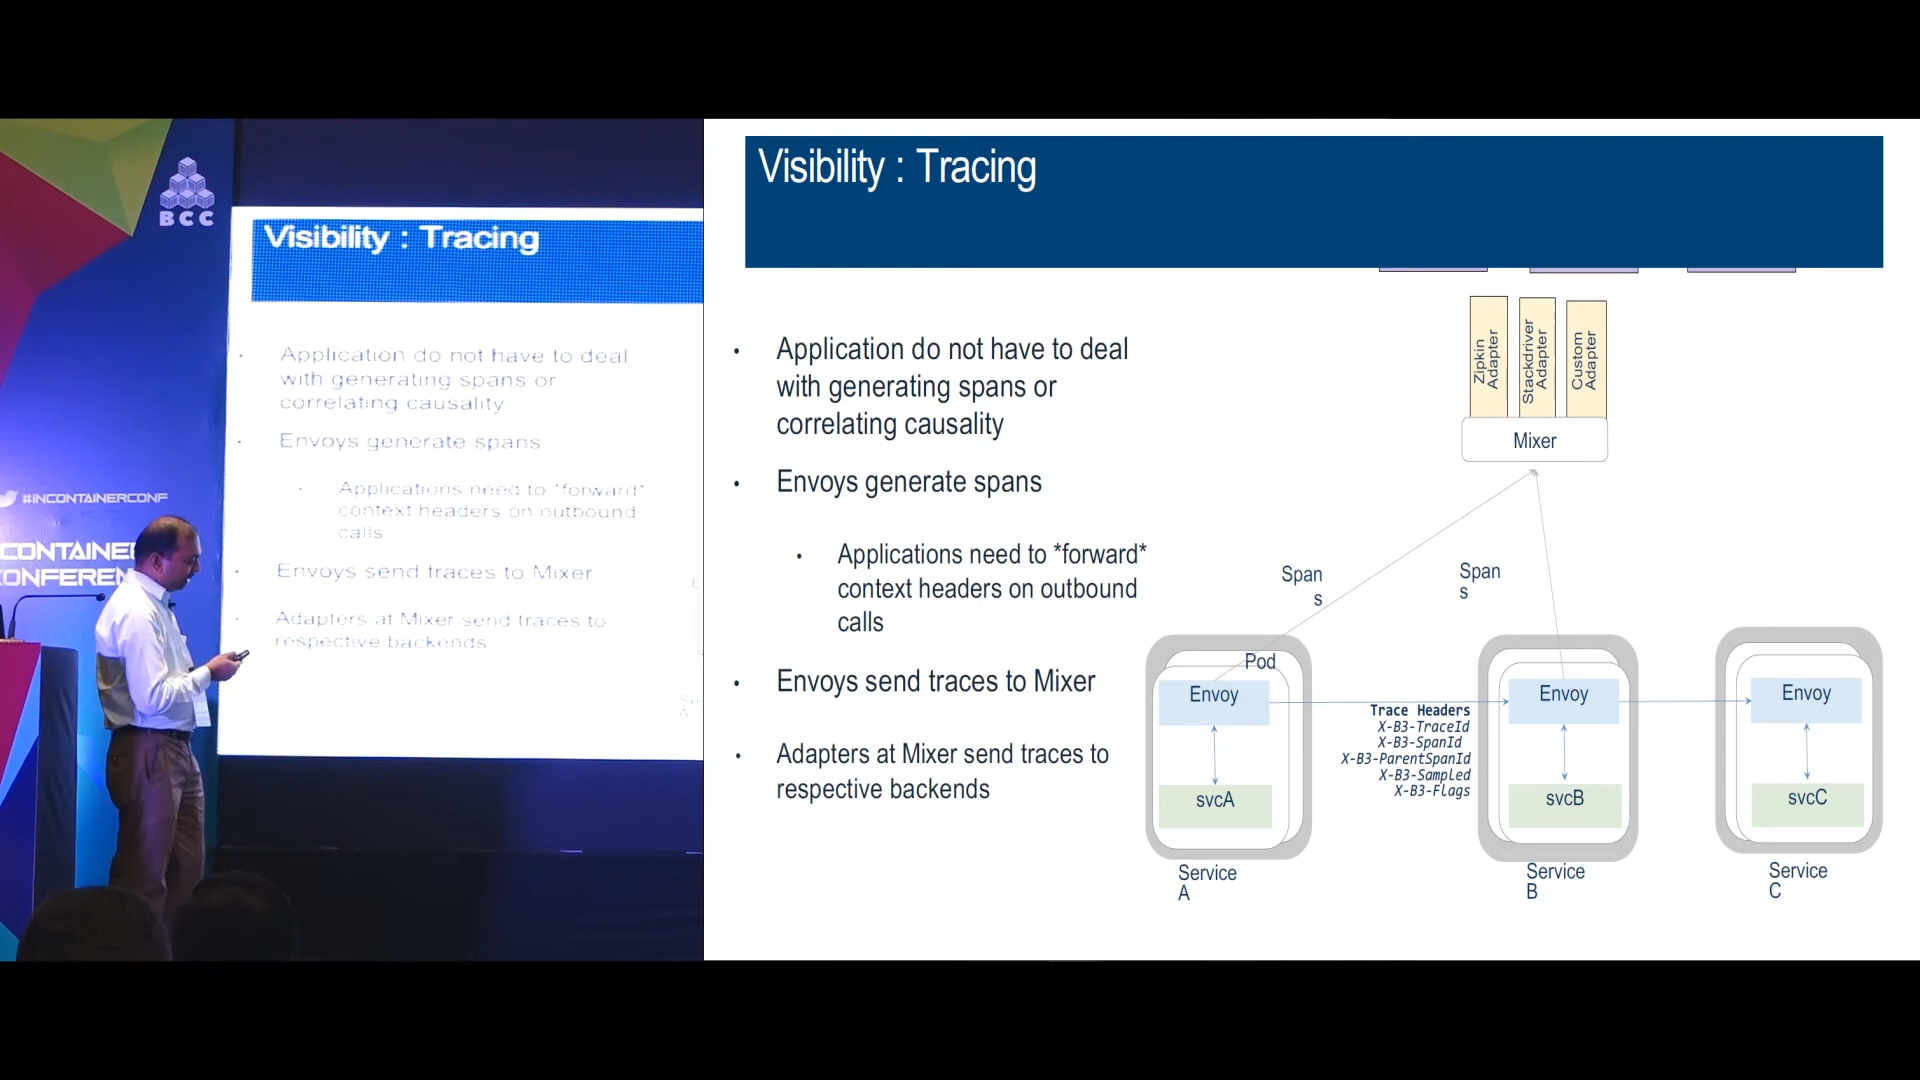 BCC
Visibility : Tracing
Application do not have to deal
with generating spans or
correlating causality
Envoys generate spans
Applications need to *forward*
context headers on outbound
calls
Envoys send traces to Mixer
Adapters at Mixer send traces to
respective backends
#INCONTAINERCONF
CONTAINE
ONFEREN
Visibility : Tracing
• Application do not have to deal
with generating spans or
correlating causality
• Envoys generate spans
• Applications need to *forward*
context headers on outbound
calls
• Envoys send traces to Mixer
• Adapters at Mixer send traces to
respective backends
Zipkin
Adapter
Stackdriver
Adapter
Custom
Adapter
Mixer
Span
s
Span
s
Pod
Envoy
svcA
Service
A
Trace Headers
X-B3-TraceId
X-B3-SpanId
X-B3-ParentSpanId
X-B3-Sampled
X-B3-Flags
Envoy
svcB
Service
B
Envoy
svcC
Service
C